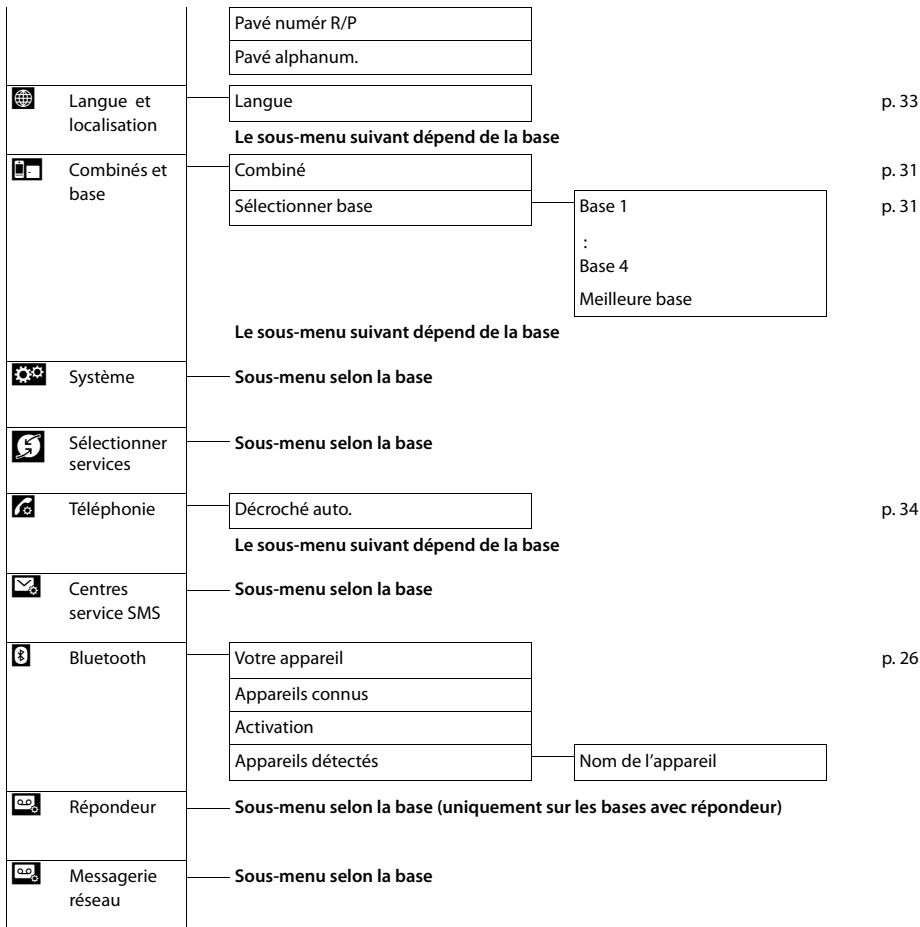 Pavé numér R/P
Pavé alphanum.
Langue et localisation
Langue
p. 33
Le sous-menu suivant dépend de la base
Combinés et base
Combiné
p. 31
Sélectionner base
Base 1
p. 31
:
Base 4
Meilleure base
Le sous-menu suivant dépend de la base
Système
Sous-menu selon la base
Sélectionner services
Sous-menu selon la base
Téléphonie
Décroché auto.
p. 34
Le sous-menu suivant dépend de la base
Centres service SMS
Sous-menu selon la base
Bluetooth
Votre appareil
p. 26
Appareils connus
Activation
Appareils détectés
Nom de l'appareil
Répondeur
Sous-menu selon la base (uniquement sur les bases avec répondeur)
Messagerie réseau
Sous-menu selon la base